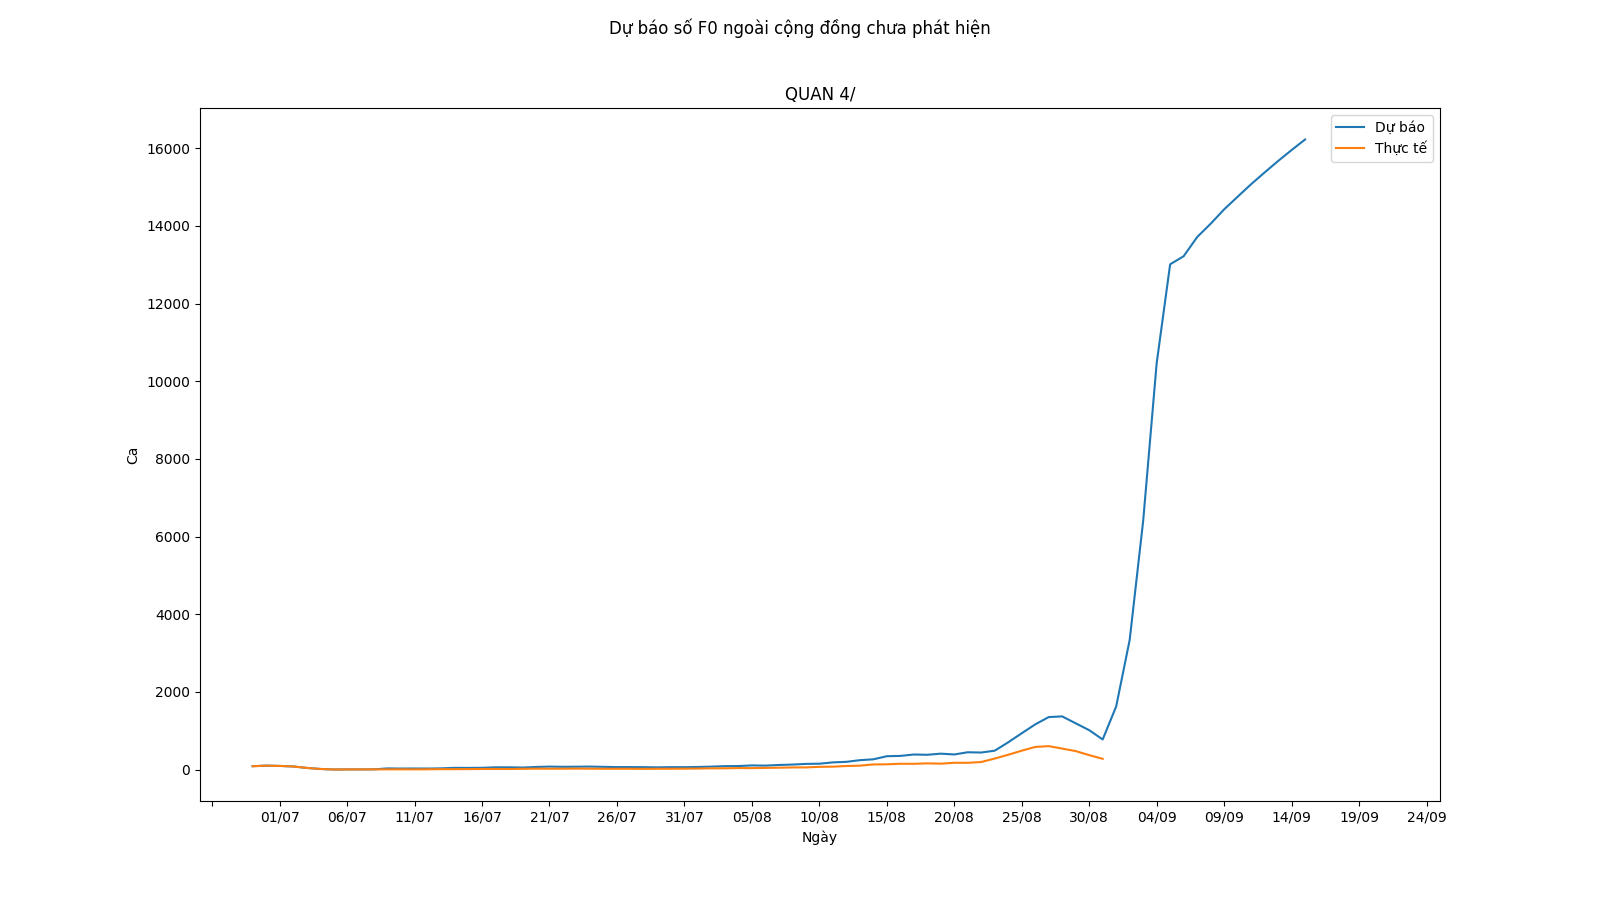 Dự báo số F0 ngoài cộng đồng chưa phát hiện
QUAN 4/
Dự báo
Thực tế
16000
14000
12000
10000
8000
6000
4000
2000
0
Ca
01/07 06/07 11/07 16/07 21/07 26/07 31/07 05/08 10/08 15/08 20/08 25/08 30/08 04/09 09/09 14/09 19/09 24/09
Ngày